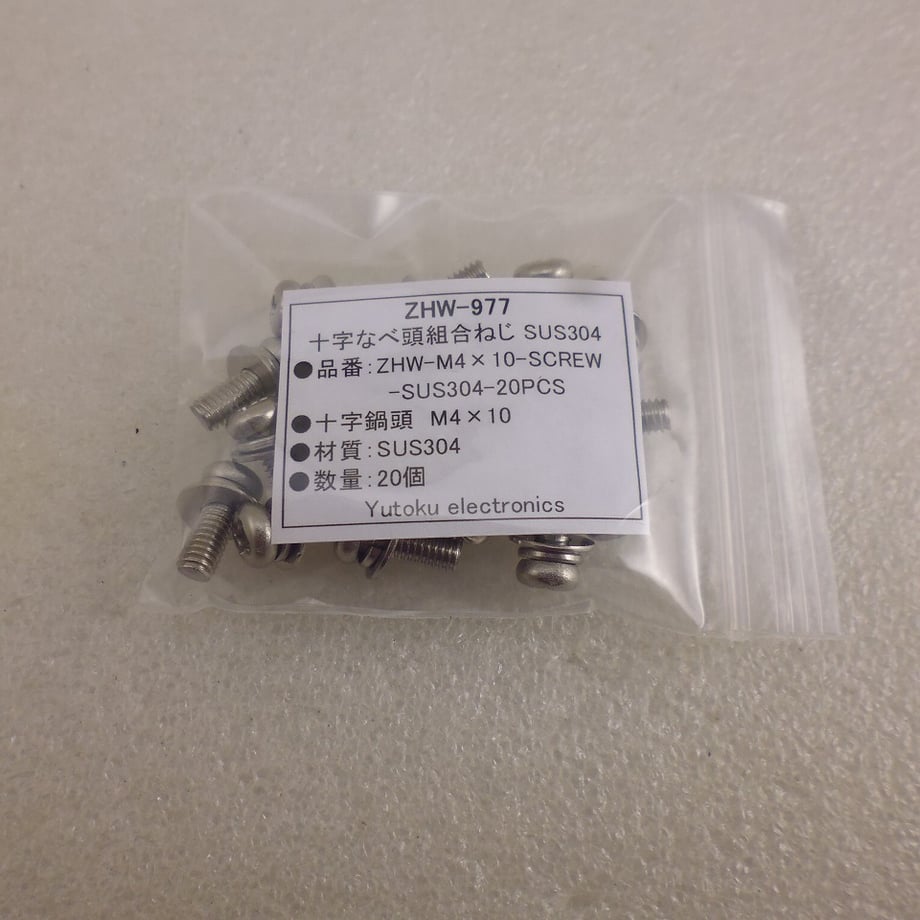 ZHW-977
十字なべ頭組合ねじ SUS304
●品番:ZHW-M4×10-SCREW
-SUS304-20PCS
●十字鍋頭 M4×10
●材質:SUS304
●数量:20個
Yutoku electronics